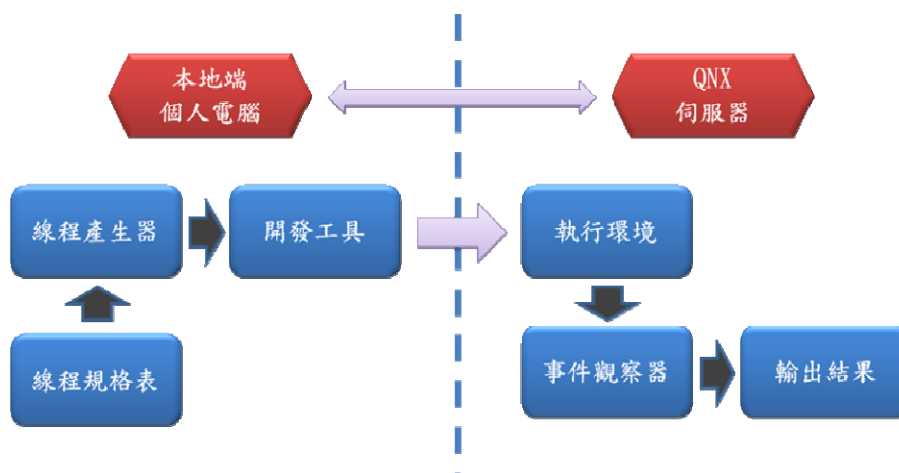 本地端
個人電腦
QNX
伺服器
線程產生器
開發工具
執行環境
線程規格表
事件觀察器
輸出結果